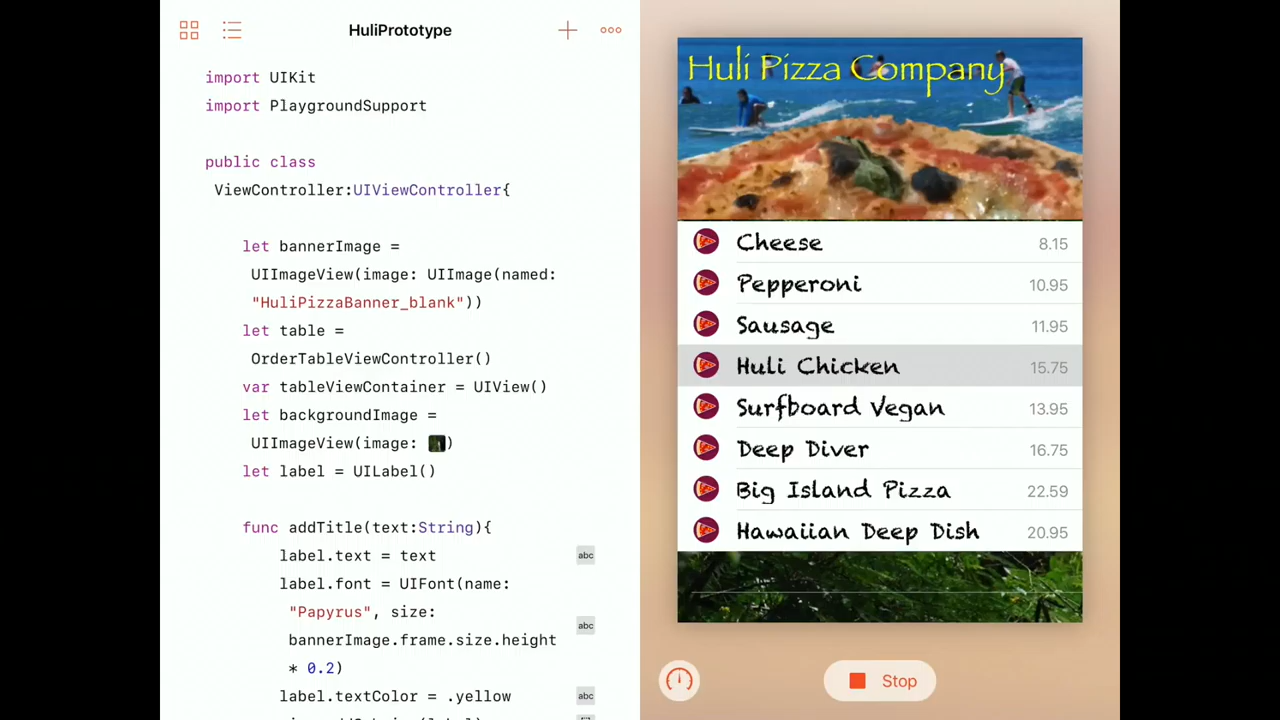 HuliPrototype
import UIKit
import PlaygroundSupport
public class
ViewController:UIViewController{
let bannerImage =
UIImageView(image: UIImage(named:
"HuliPizzaBanner_blank"))
let table =
OrderTableViewController()
var tableViewContainer = UIView()
let backgroundImage =
UIImageView(image: )
let label = UILabel()
func addTitle(text:String){
label.text = text
abc
label.font = UIFont(name:
"Papyrus", size:
abc
bannerImage.frame.size.height
* 0.2)
label.textColor = .yellow
abc
Huli Pizza Company
Cheese 8.15
Pepperoni 10.95
Sausage 11.95
Huli Chicken 15.75
Surfboard Vegan 13.95
Deep Diver 16.75
Big Island Pizza 22.59
Hawaiian Deep Dish 20.95
Stop